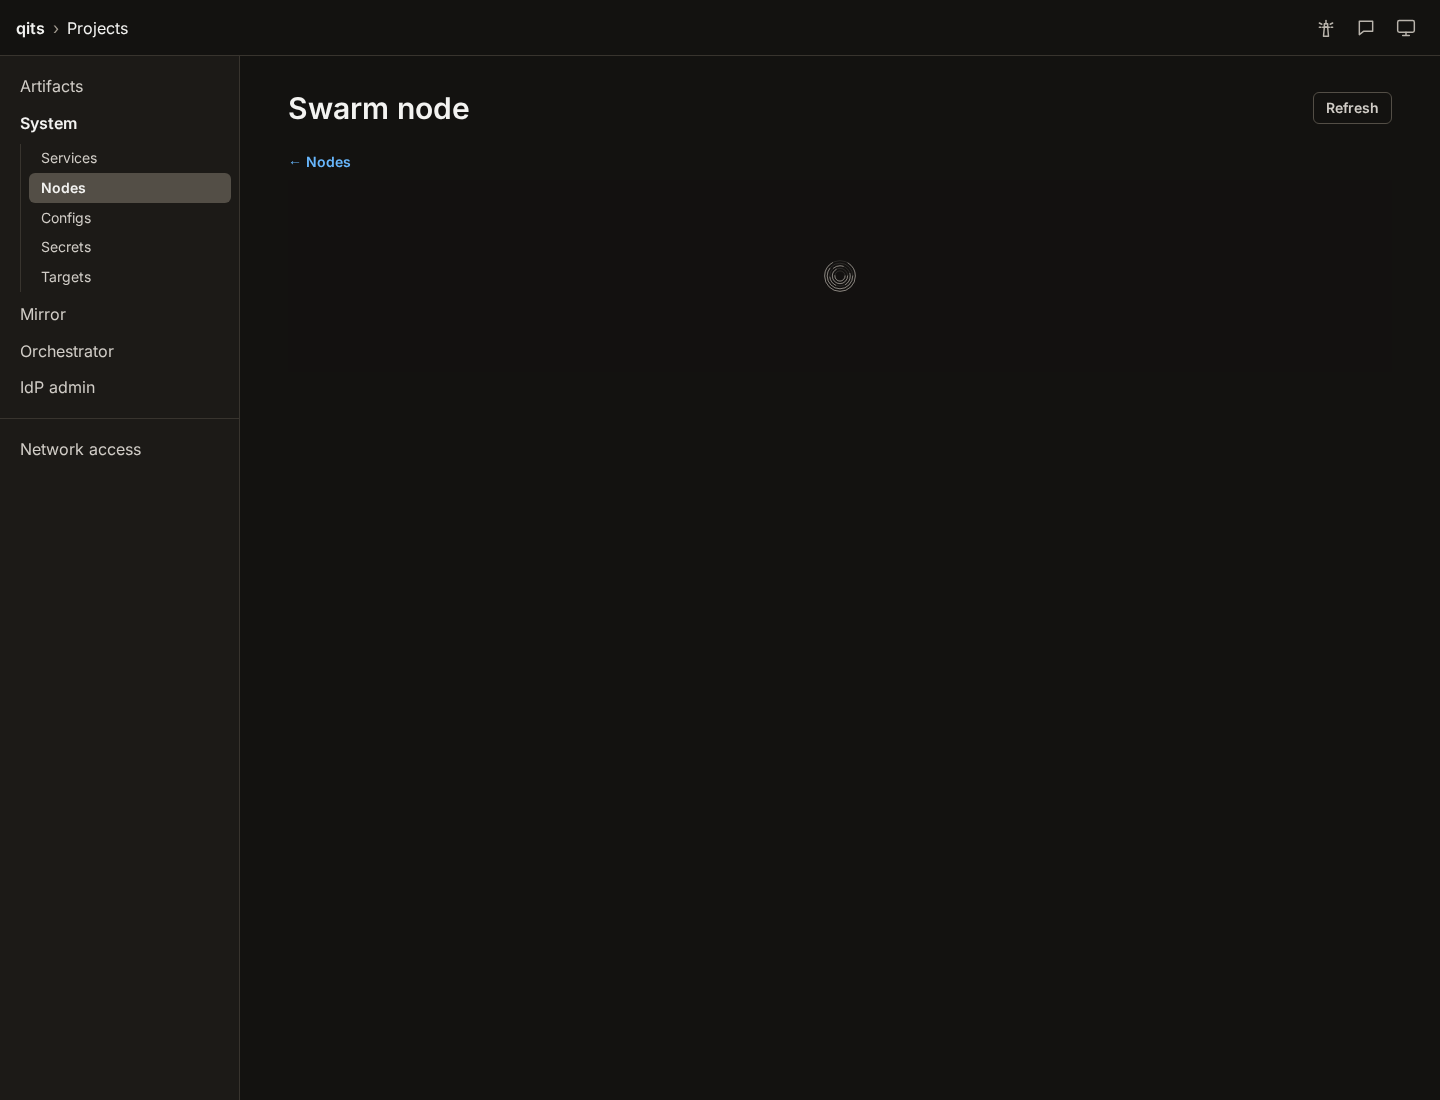 qits › Projects
Artifacts
System
Services
Nodes
Configs
Secrets
Targets
Mirror
Orchestrator
IdP admin
Network access
Swarm node
Refresh
← Nodes